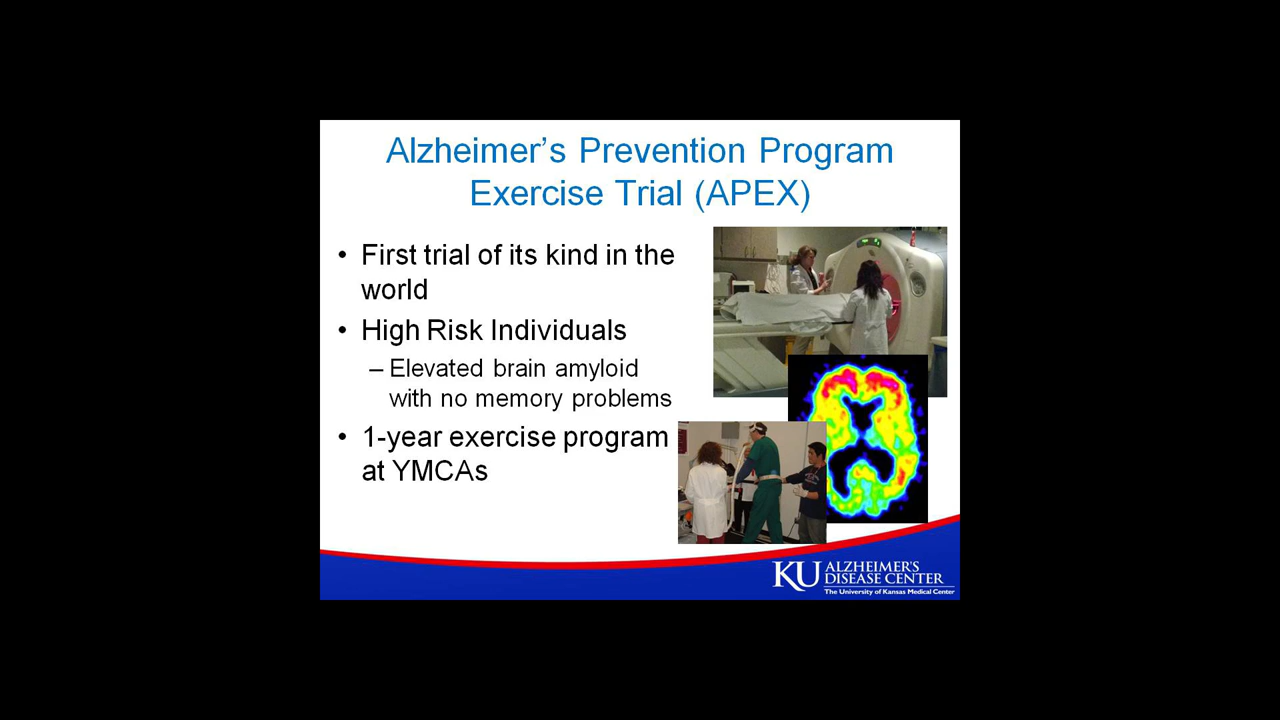 Alzheimer's Prevention Program
Exercise Trial (APEX)
• First trial of its kind in the
world
• High Risk Individuals
– Elevated brain amyloid
with no memory problems
• 1-year exercise program
at YMCAs
KU ALZHEIMER'S
DISEASE CENTER
The University of Kansas Medical Center